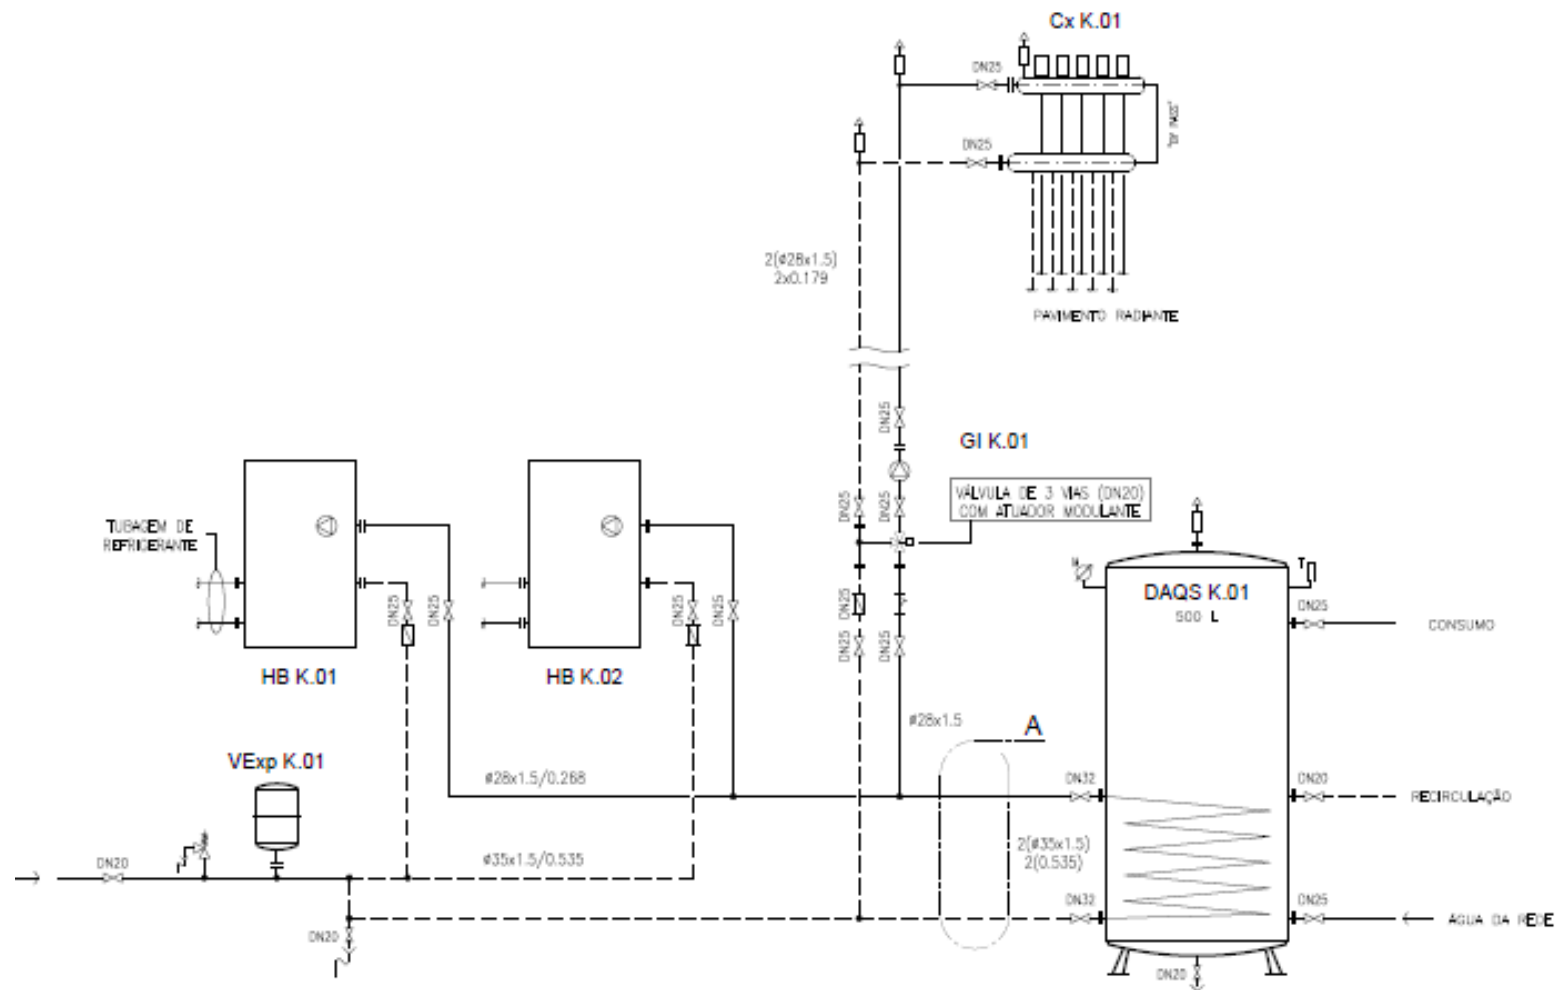 Cx K.01
DN25
"BY PASS"
DN25
2(ø28x1.5)
2x0.179
PAVIMENTO RADIANTE
DN25
GI K.01
VÁLVULA DE 3 VIAS (DN20)
COM ATUADOR MODULANTE
DN25
DN25
TUBAGEM DE
REFRIGERANTE
M
T
DAQS K.01
500 L
DN25
CONSUMO
DN25
DN25
DN25
DN25
DN25
DN25
DN25
HB K.01
HB K.02
ø28x1.5
A
VExp K.01
ø28x1.5/0.268
DN32
DN20
RECIRCULAÇÃO
2(ø35x1.5)
2(0.535)
DN20
ø35x1.5/0.535
DN32
DN25
ÁGUA DA REDE
DN20
DN20